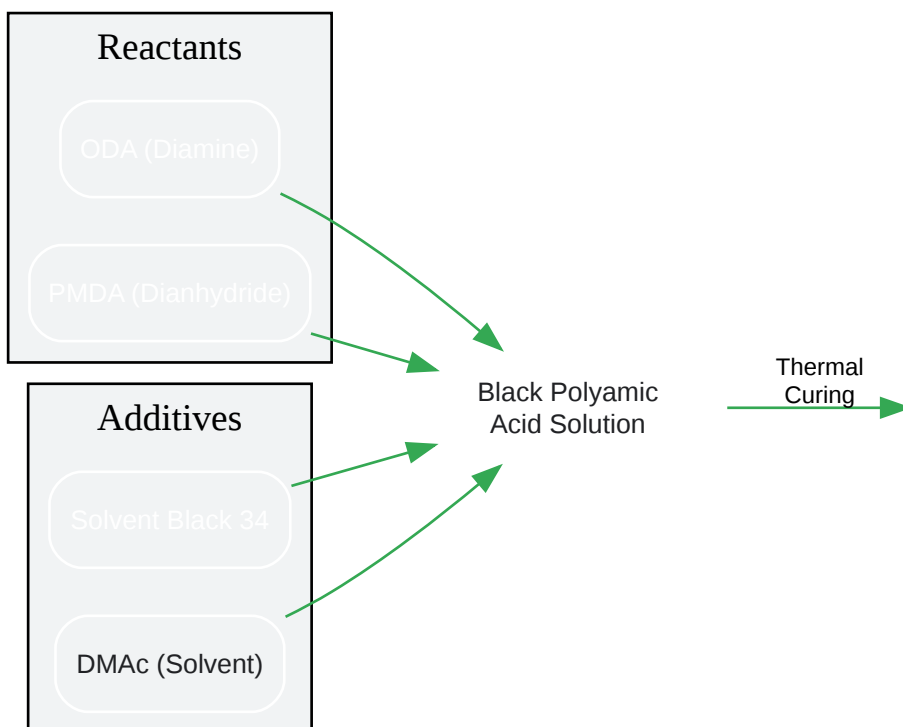 Reactants
ODA (Diamine)
PMDA (Dianhydride)
Additives
Solvent Black 34
DMAc (Solvent)
Black Polyamic
Acid Solution
Thermal
Curing